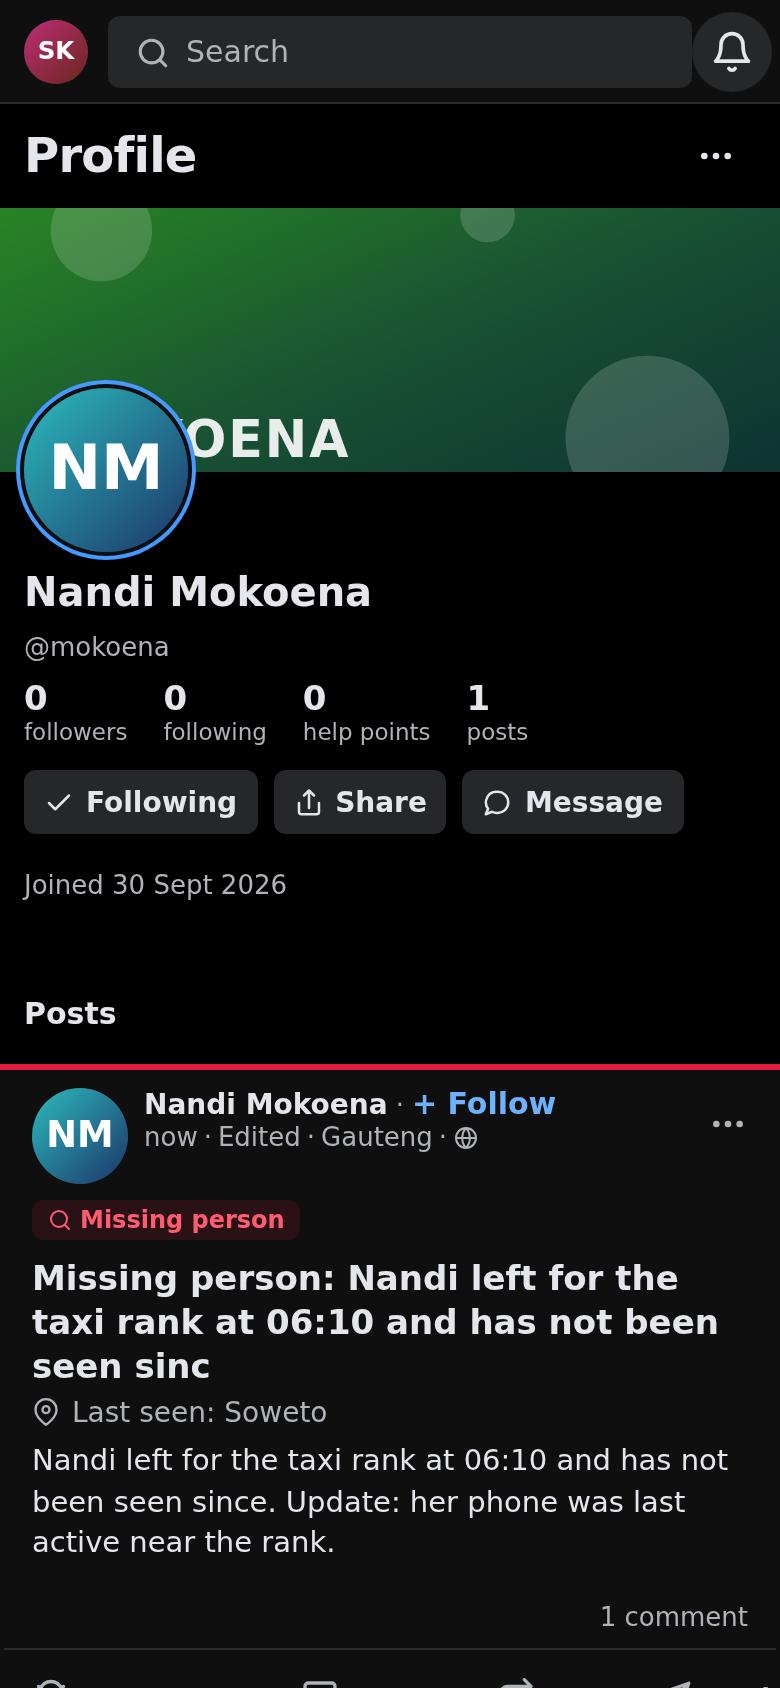 SK
Search
Profile
OENA
NM
Nandi Mokoena
@mokoena
0 0 0 1
followers following help points posts
Following Share Message
Joined 30 Sept 2026
Posts
NM
Nandi Mokoena · + Follow
now · Edited · Gauteng ·
Missing person
Missing person: Nandi left for the
taxi rank at 06:10 and has not been
seen sinc
Last seen: Soweto
Nandi left for the taxi rank at 06:10 and has not
been seen since. Update: her phone was last
active near the rank.
1 comment